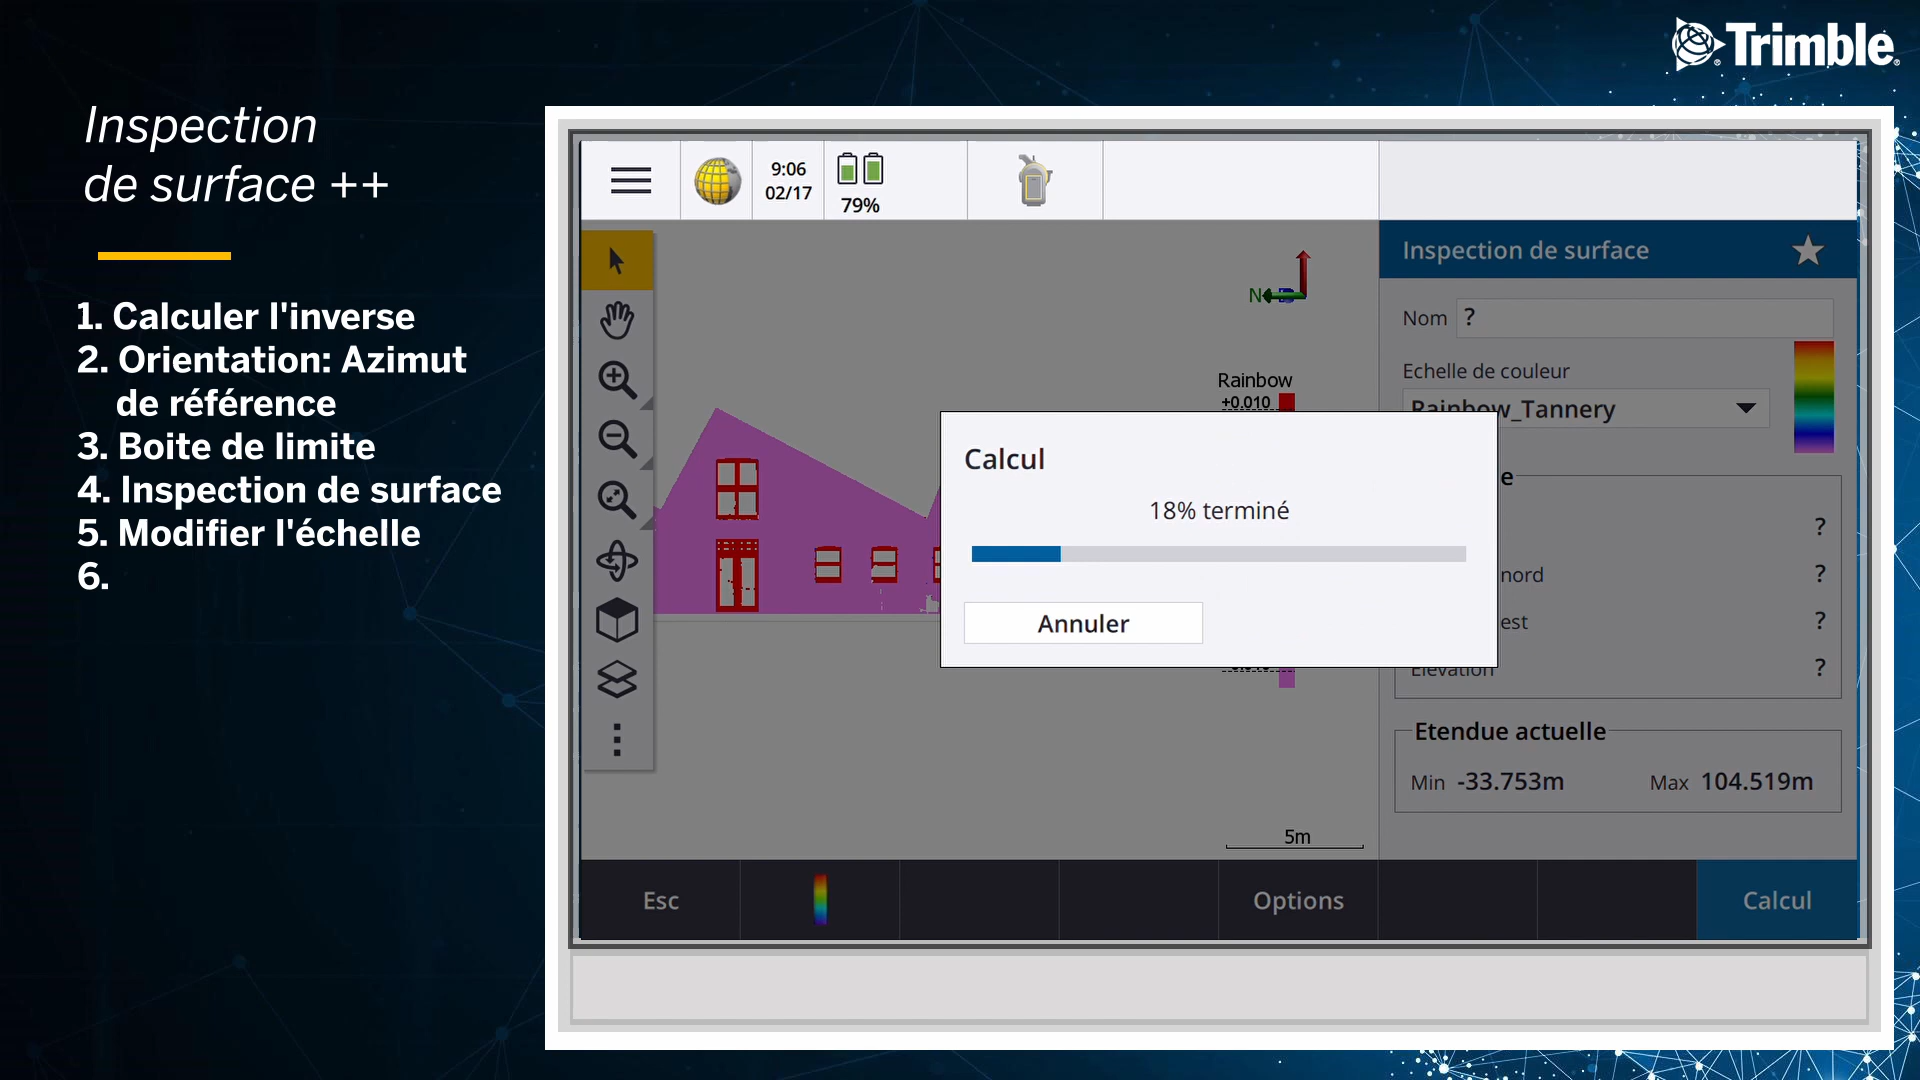 Trimble
Inspection
de surface ++
1. Calculer l'inverse
2. Orientation: Azimut
de référence
3. Boite de limite
4. Inspection de surface
5. Modifier l'échelle
6.
9:06
02/17
79%
N
Rainbow
+0.010
5m
Inspection de surface
Nom ?
Echelle de couleur
Rainbow_Tannery
e
?
nord ?
est ?
Elévation ?
Etendue actuelle
Min -33.753m Max 104.519m
Calcul
18% terminé
Annuler
Esc
Options
Calcul